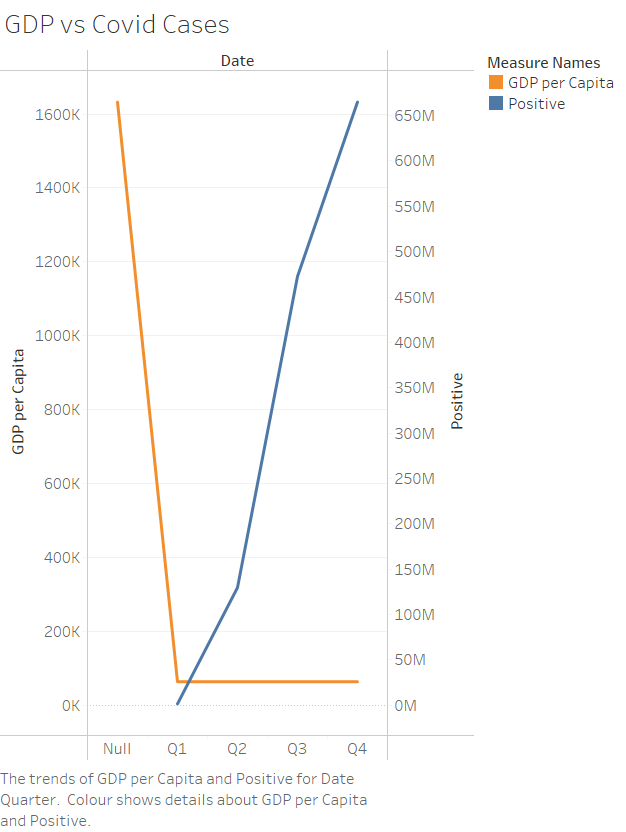 GDP vs Covid Cases
Date
Measure Names
GDP per Capita
Positive
1600K
1400K
1200K
1000K
800K
600K
400K
200K
0K
GDP per Capita
650M
600M
550M
500M
450M
400M
350M
300M
250M
200M
150M
100M
50M
0M
Positive
Null Q1 Q2 Q3 Q4
The trends of GDP per Capita and Positive for Date
Quarter. Colour shows details about GDP per Capita
and Positive.